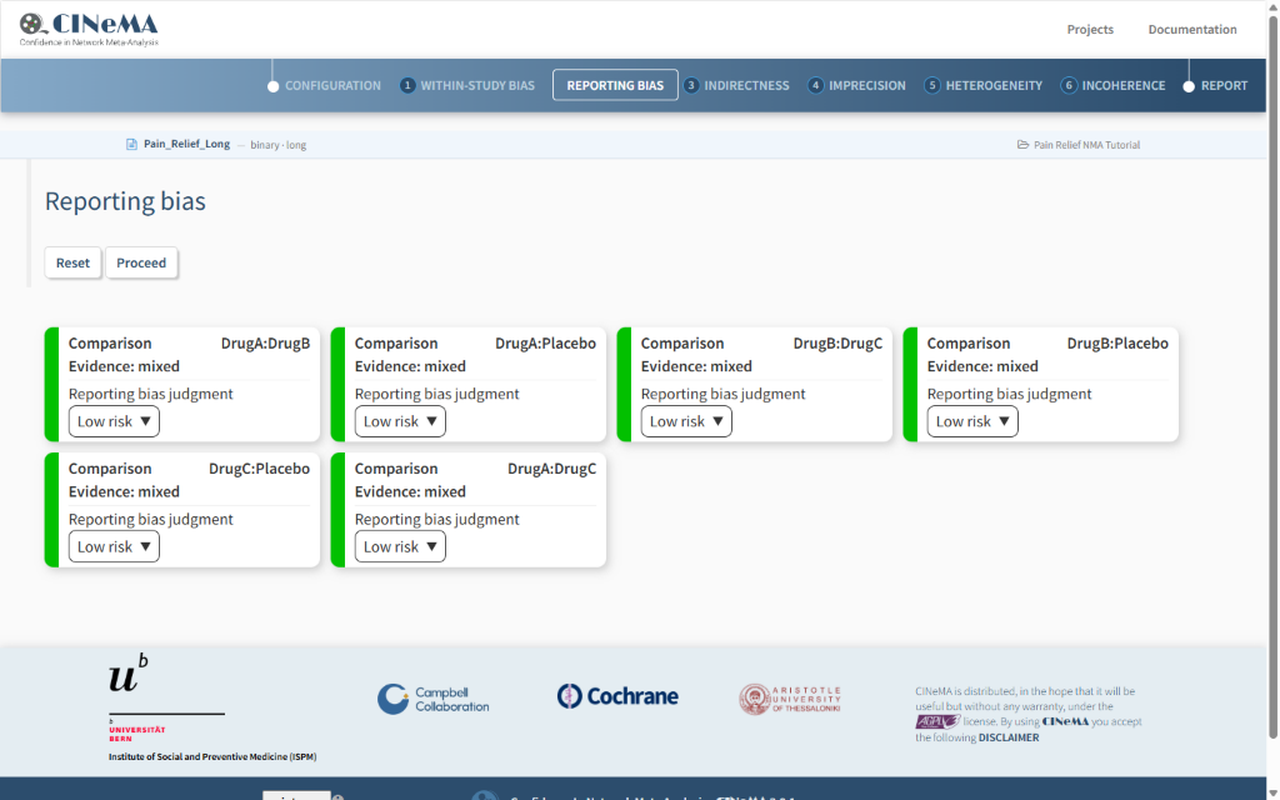 CINeMA
Confidence in Network Meta-Analysis
Projects
Documentation
CONFIGURATION
1 WITHIN-STUDY BIAS
REPORTING BIAS
3 INDIRECTNESS
4 IMPRECISION
5 HETEROGENEITY
6 INCOHERENCE
REPORT
Pain_Relief_Long — binary · long
Pain Relief NMA Tutorial
Reporting bias
Reset
Proceed
Comparison DrugA:DrugB
Evidence: mixed
Reporting bias judgment
Low risk ▼
Comparison DrugA:Placebo
Evidence: mixed
Reporting bias judgment
Low risk ▼
Comparison DrugB:DrugC
Evidence: mixed
Reporting bias judgment
Low risk ▼
Comparison DrugB:Placebo
Evidence: mixed
Reporting bias judgment
Low risk ▼
Comparison DrugC:Placebo
Evidence: mixed
Reporting bias judgment
Low risk ▼
Comparison DrugA:DrugC
Evidence: mixed
Reporting bias judgment
Low risk ▼
u b
b
UNIVERSITÄT
BERN
Institute of Social and Preventive Medicine (ISPM)
Campbell
Collaboration
Cochrane
ARISTOTLE
UNIVERSITY
OF THESSALONIKI
CINeMA is distributed, in the hope that it will be
useful but without any warranty, under the
AGPLv3 license. By using CINeMA you accept
the following DISCLAIMER